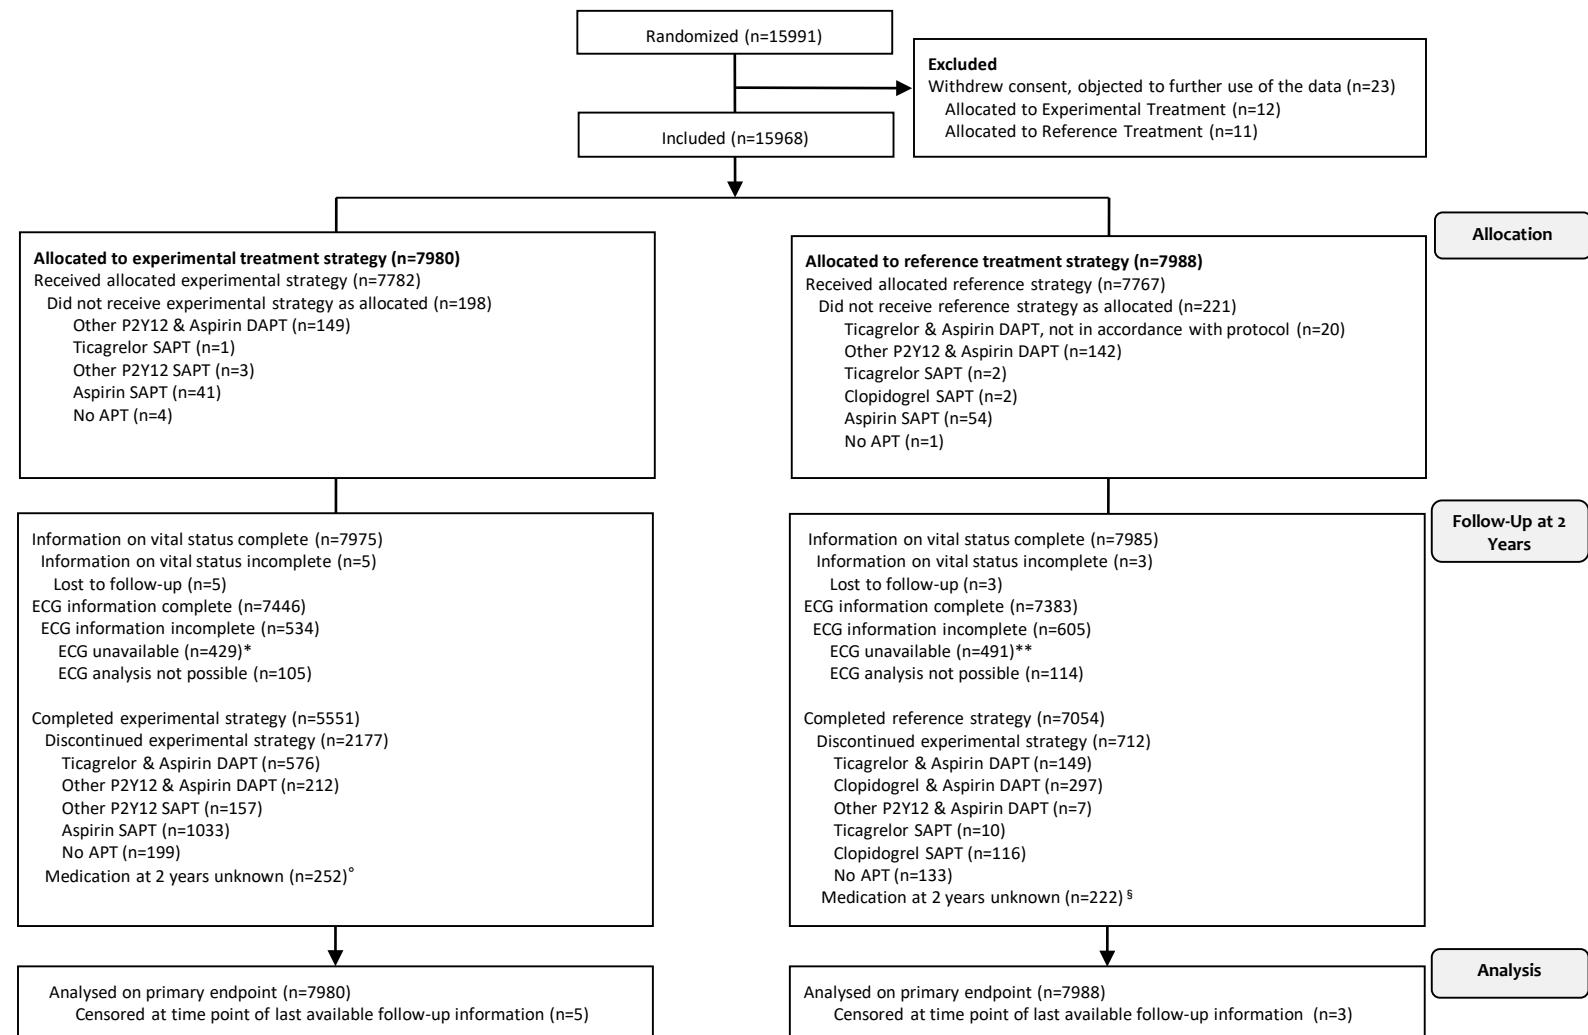 Randomized (n=15991)
Excluded
Withdrew consent, objected to further use of the data (n=23)
Allocated to Experimental Treatment (n=12)
Allocated to Reference Treatment (n=11)
Included (n=15968)
Allocation
Allocated to experimental treatment strategy (n=7980)
Received allocated experimental strategy (n=7782)
Did not receive experimental strategy as allocated (n=198)
Other P2Y12 & Aspirin DAPT (n=149)
Ticagrelor SAPT (n=1)
Other P2Y12 SAPT (n=3)
Aspirin SAPT (n=41)
No APT (n=4)
Allocated to reference treatment strategy (n=7988)
Received allocated reference strategy (n=7767)
Did not receive reference strategy as allocated (n=221)
Ticagrelor & Aspirin DAPT, not in accordance with protocol (n=20)
Other P2Y12 & Aspirin DAPT (n=142)
Ticagrelor SAPT (n=2)
Clopidogrel SAPT (n=2)
Aspirin SAPT (n=54)
No APT (n=1)
Follow-Up at 2
Years
Information on vital status complete (n=7975)
Information on vital status incomplete (n=5)
Lost to follow-up (n=5)
ECG information complete (n=7446)
ECG information incomplete (n=534)
ECG unavailable (n=429)*
ECG analysis not possible (n=105)
Completed experimental strategy (n=5551)
Discontinued experimental strategy (n=2177)
Ticagrelor & Aspirin DAPT (n=576)
Other P2Y12 & Aspirin DAPT (n=212)
Other P2Y12 SAPT (n=157)
Aspirin SAPT (n=1033)
No APT (n=199)
Medication at 2 years unknown (n=252)°
Information on vital status complete (n=7985)
Information on vital status incomplete (n=3)
Lost to follow-up (n=3)
ECG information complete (n=7383)
ECG information incomplete (n=605)
ECG unavailable (n=491)**
ECG analysis not possible (n=114)
Completed reference strategy (n=7054)
Discontinued experimental strategy (n=712)
Ticagrelor & Aspirin DAPT (n=149)
Clopidogrel & Aspirin DAPT (n=297)
Other P2Y12 & Aspirin DAPT (n=7)
Ticagrelor SAPT (n=10)
Clopidogrel SAPT (n=116)
No APT (n=133)
Medication at 2 years unknown (n=222) §
Analysis
Analysed on primary endpoint (n=7980)
Censored at time point of last available follow-up information (n=5)
Analysed on primary endpoint (n=7988)
Censored at time point of last available follow-up information (n=3)